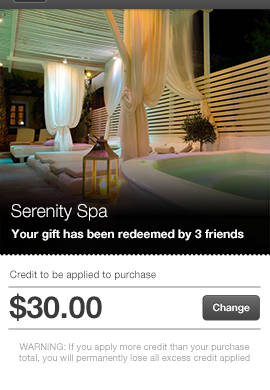 Serenity Spa
Your gift has been redeemed by 3 friends
Credit to be applied to purchase
$30.00
Change
WARNING: If you apply more credit than your purchase
total, you will permanently lose all excess credit applied